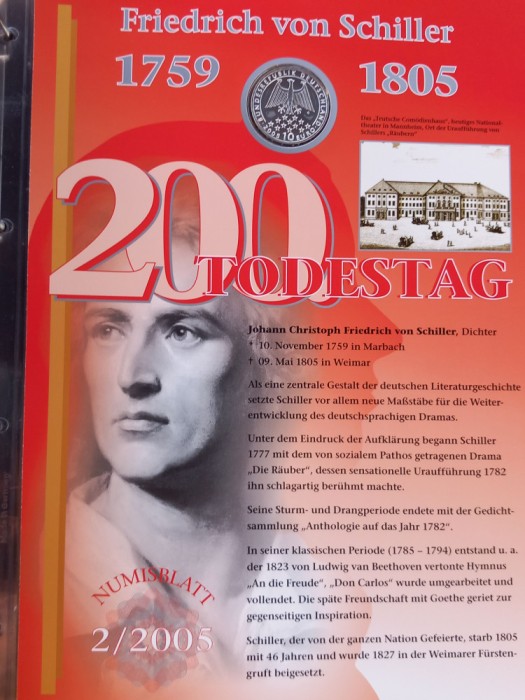 Friedrich von Schiller
1759
1805
BUNDESREPUBLIK DEUTSCHLAND
2005 10 EURO
Das „Deutsche Comödienhaus“, heutiges National-
theater in Mannheim, Ort der Uraufführung von
Schillers „Räubern“
200.
TODESTAG
Johann Christoph Friedrich von Schiller, Dichter
* 10. November 1759 in Marbach
† 09. Mai 1805 in Weimar
Als eine zentrale Gestalt der deutschen Literaturgeschichte
setzte Schiller vor allem neue Maßstäbe für die Weiter-
entwicklung des deutschsprachigen Dramas.
Unter dem Eindruck der Aufklärung begann Schiller
1777 mit dem von sozialem Pathos getragenen Drama
„Die Räuber“, dessen sensationelle Uraufführung 1782
ihn schlagartig berühmt machte.
Seine Sturm- und Drangperiode endete mit der Gedicht-
sammlung „Anthologie auf das Jahr 1782“.
In seiner klassischen Periode (1785 – 1794) entstand u. a.
der 1823 von Ludwig van Beethoven vertonte Hymnus
„An die Freude“, „Don Carlos“ wurde umgearbeitet und
vollendet. Die späte Freundschaft mit Goethe geriet zur
gegenseitigen Inspiration.
Schiller, der von der ganzen Nation Gefeierte, starb 1805
mit 46 Jahren und wurde 1827 in der Weimarer Fürsten-
gruft beigesetzt.
NUMISBLATT
2/2005